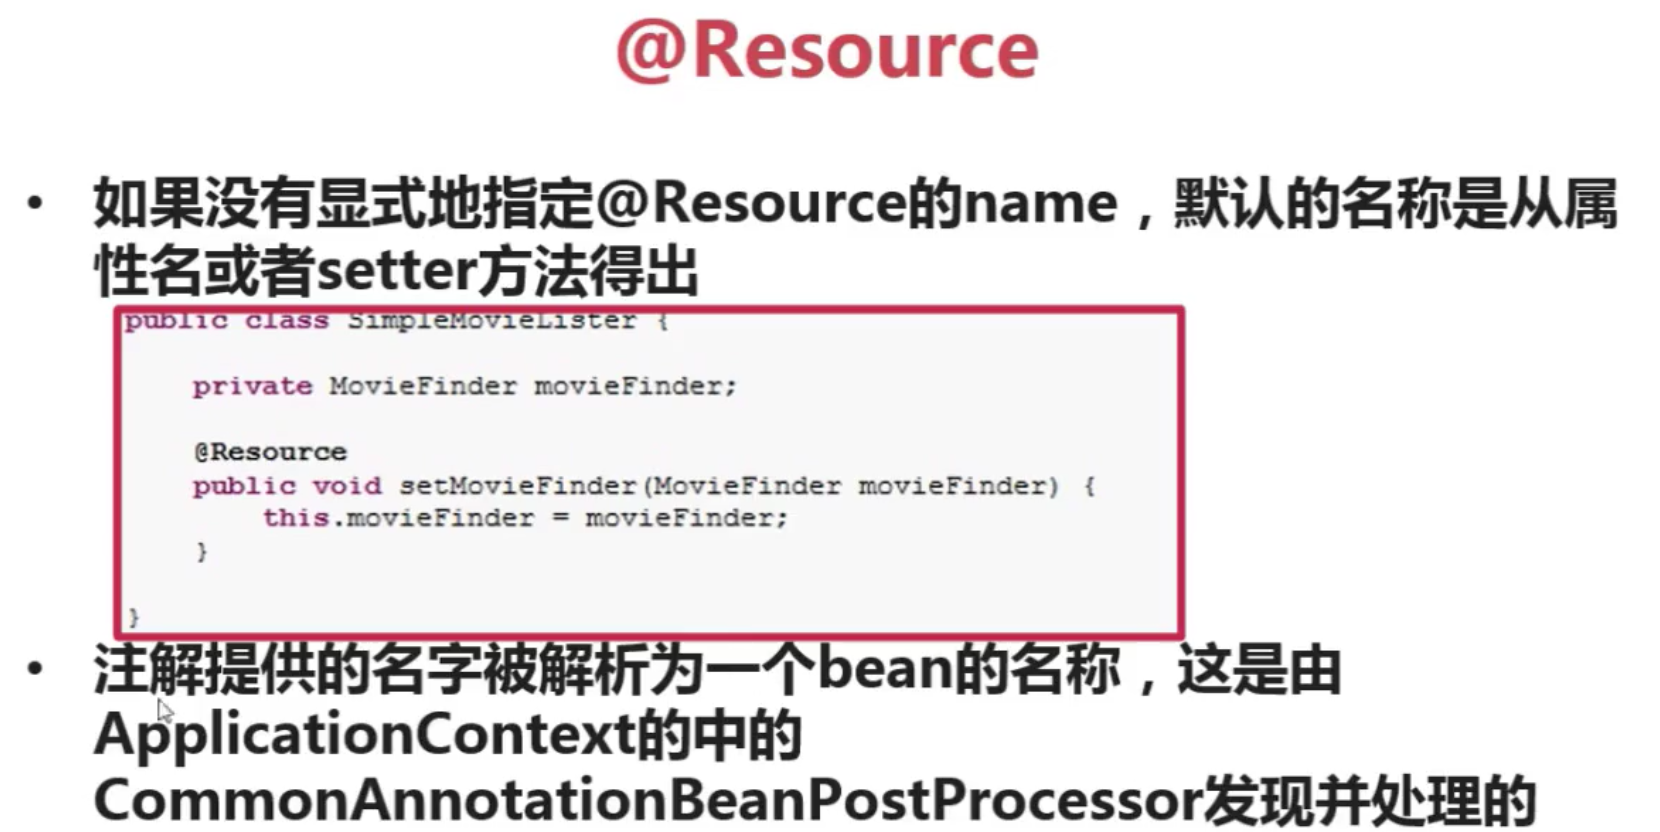 @Resource
• 如果没有显式地指定@Resource的name，默认的名称是从属
性名或者setter方法得出
public class SimpleMovieLister {
private MovieFinder movieFinder;
@Resource
public void setMovieFinder(MovieFinder movieFinder) {
this.movieFinder = movieFinder;
}
}
• 注解提供的名字被解析为一个bean的名称，这是由
ApplicationContext的中的
CommonAnnotationBeanPostProcessor发现并处理的